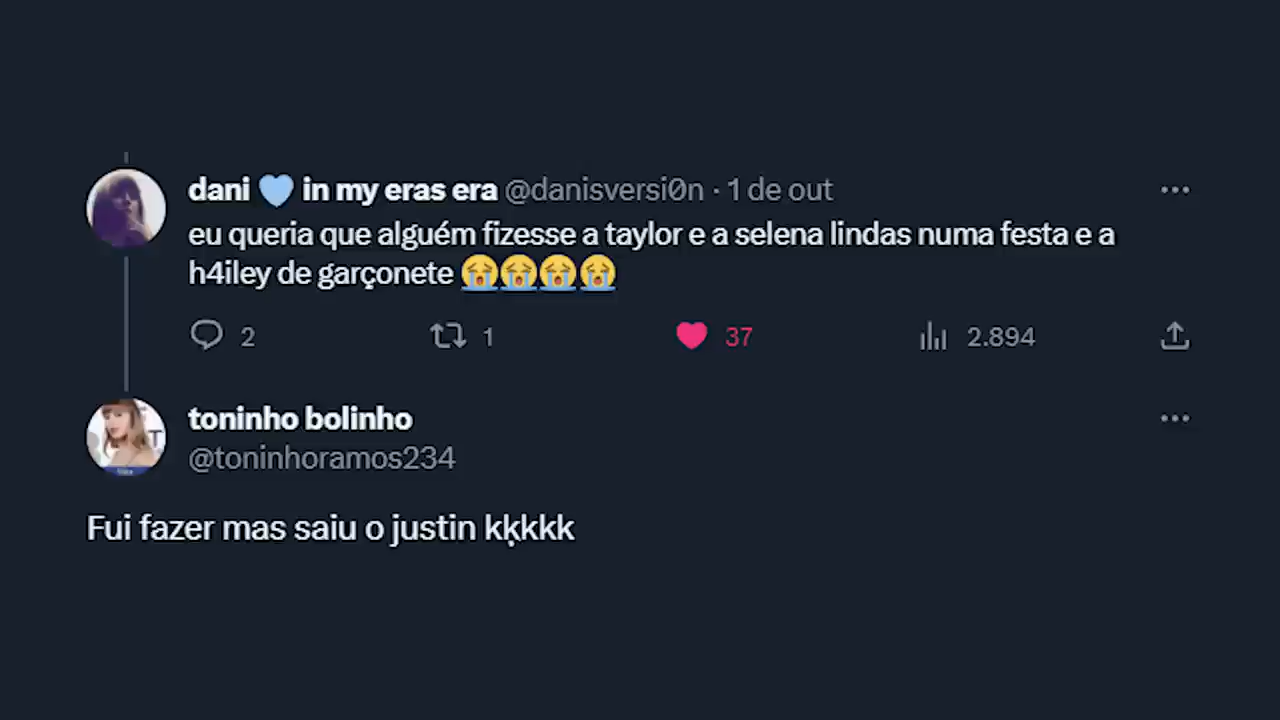 dani 🩵 in my eras era @danisversi0n · 1 de out
eu queria que alguém fizesse a taylor e a selena lindas numa festa e a
h4iley de garçonete 😭😭😭😭
2 1 37 2.894
toninho bolinho
@toninhoramos234
Fui fazer mas saiu o justin kķkkk